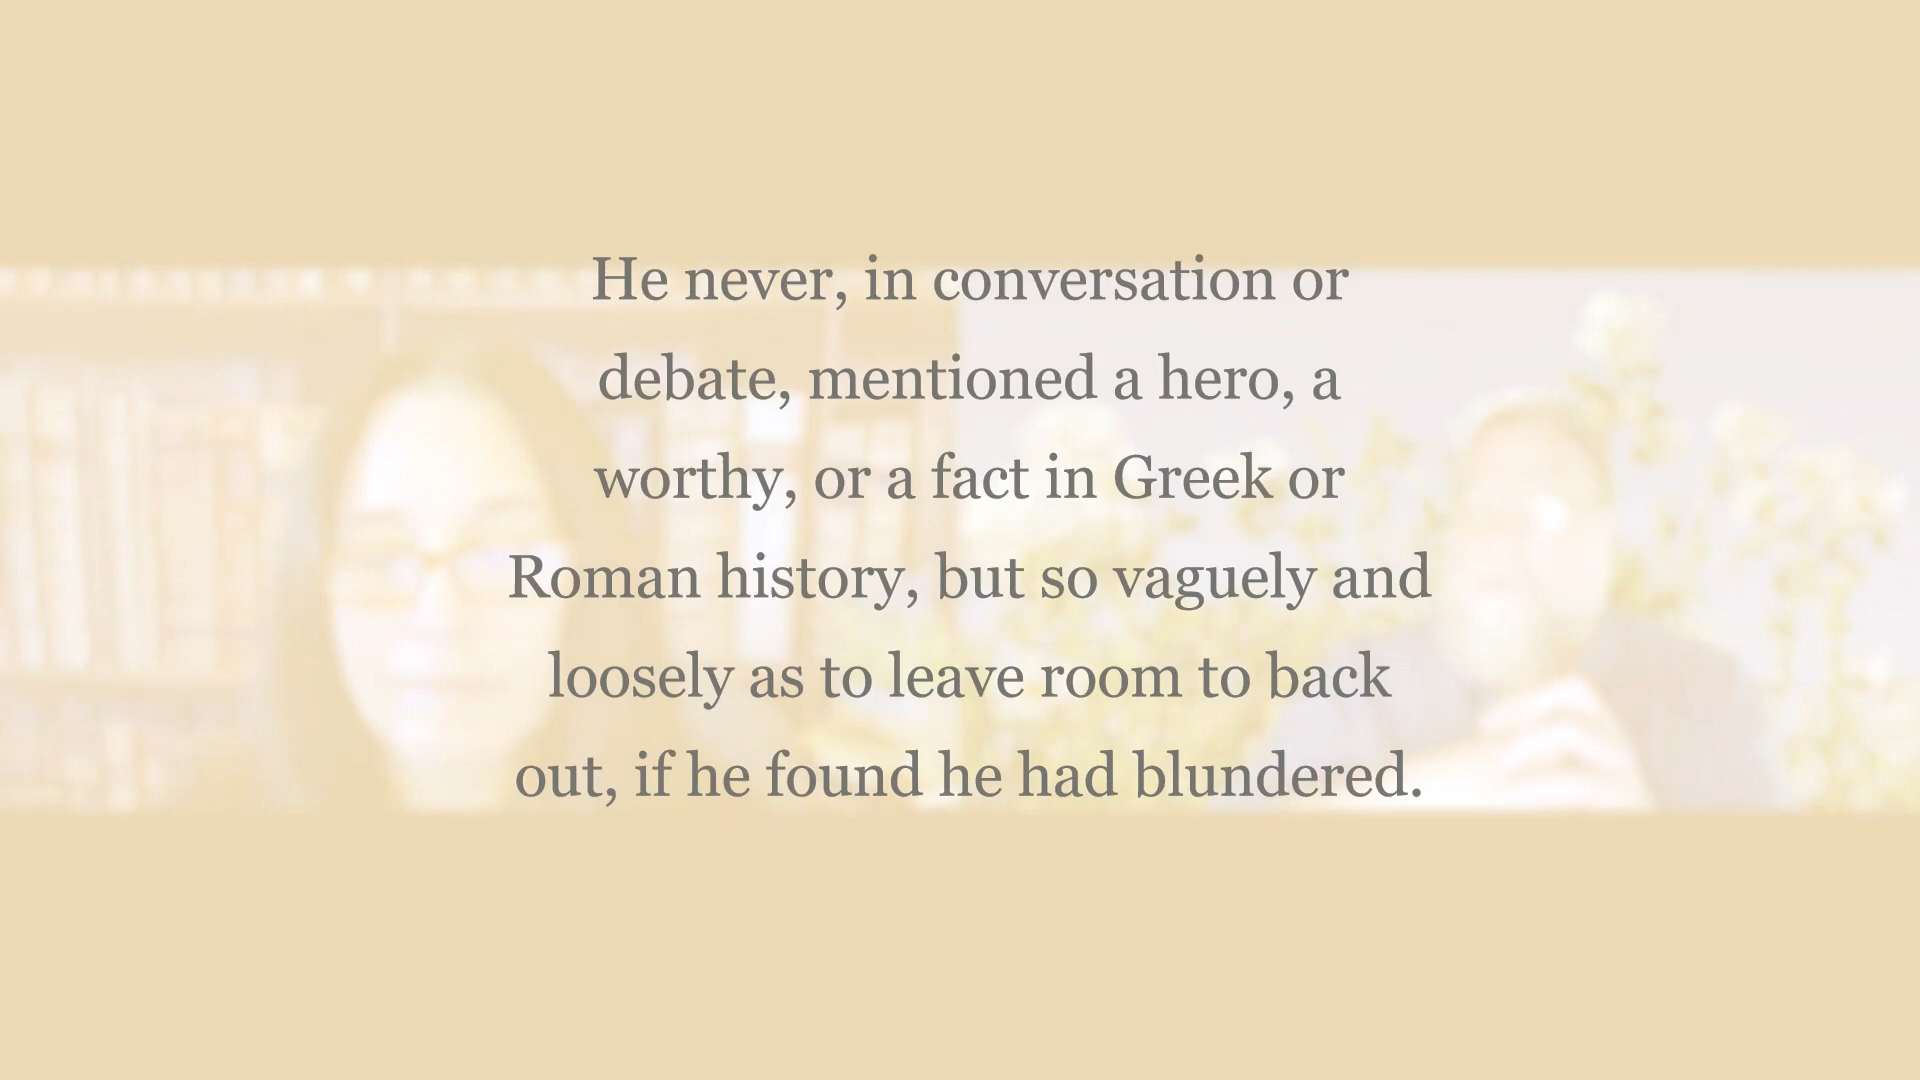 He never, in conversation or
debate, mentioned a hero, a
worthy, or a fact in Greek or
Roman history, but so vaguely and
loosely as to leave room to back
out, if he found he had blundered.